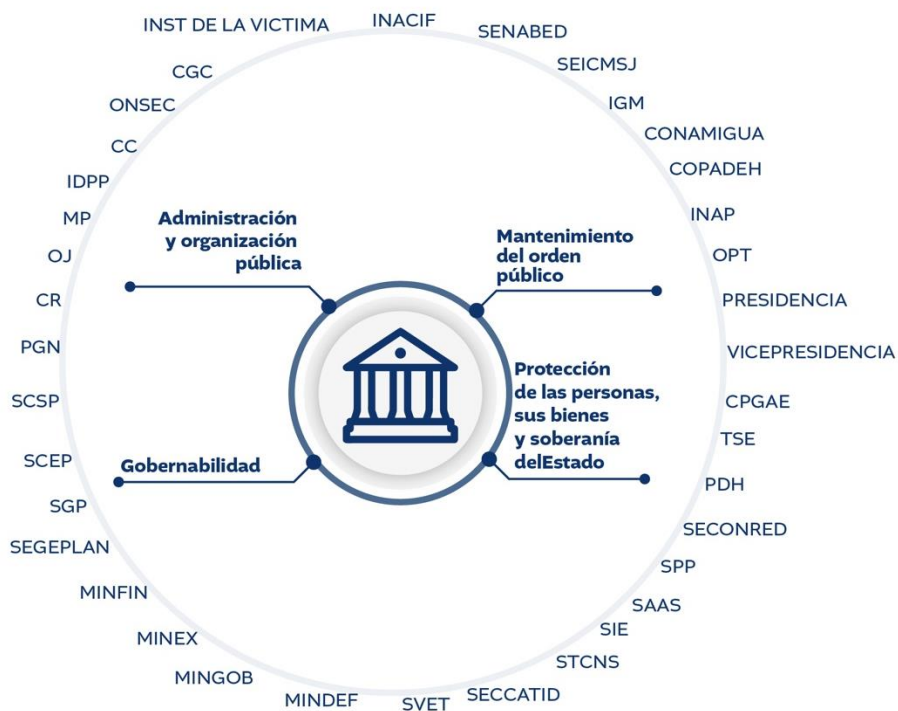 INST DE LA VICTIMA
INACIF
SENABED
SEICMSJ
IGM
CONAMIGUA
COPADEH
INAP
OPT
PRESIDENCIA
VICEPRESIDENCIA
CPGAE
TSE
PDH
SECONRED
SPP
SAAS
SIE
STCNS
SECCATID
SVET
MINDEF
MINGOB
MINEX
MINFIN
SEGEPLAN
SGP
SCEP
SCSP
PGN
CR
OJ
MP
IDPP
CC
ONSEC
CGC
Administración
y organización
pública
Mantenimiento
del orden
público
Protección
de las personas,
sus bienes
y soberanía
delEstado
Gobernabilidad